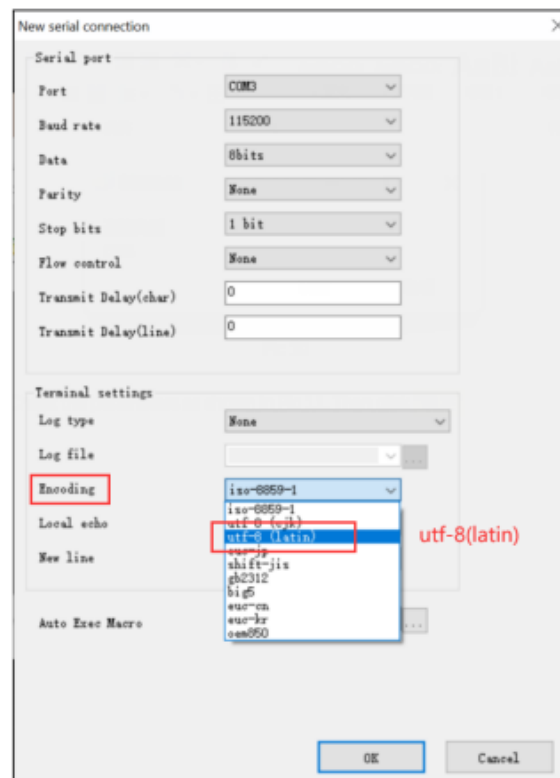 New serial connection
Serial port
Port COM3
Baud rate 115200
Data 8bits
Parity None
Stop bits 1 bit
Flow control None
Transmit Delay(char) 0
Transmit Delay(line) 0
Terminal settings
Log type None
Log file ...
Encoding iso-8859-1
iso-8859-1
utf-8 (cjk)
Local echo utf-8 (latin) utf-8(latin)
euc-jp
New line shift-jis
gb2312
big5
euc-cn
Auto Exec Macro euc-kr ...
oem850
OK Cancel